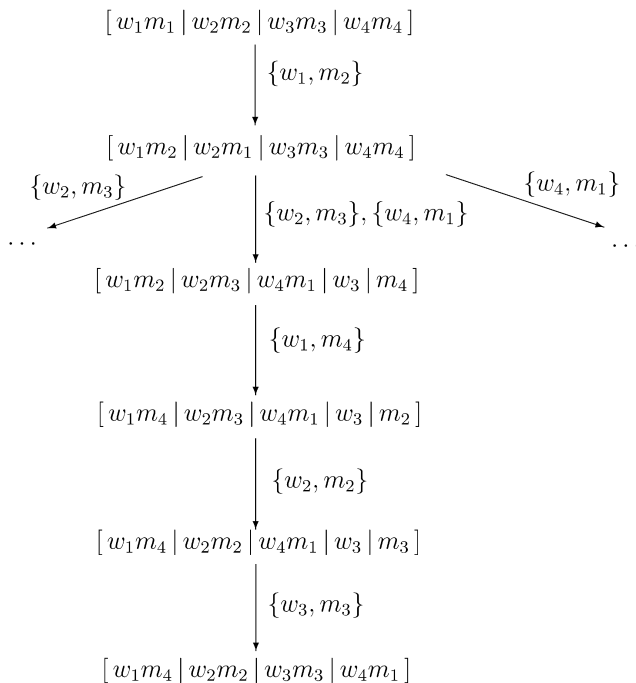 [ w₁m₁ | w₂m₂ | w₃m₃ | w₄m₄ ]
{w₁, m₂}
[ w₁m₂ | w₂m₁ | w₃m₃ | w₄m₄ ]
{w₂, m₃}
{w₄, m₁}
{w₂, m₃}, {w₄, m₁}
...
...
[ w₁m₂ | w₂m₃ | w₄m₁ | w₃ | m₄ ]
{w₁, m₄}
[ w₁m₄ | w₂m₃ | w₄m₁ | w₃ | m₂ ]
{w₂, m₂}
[ w₁m₄ | w₂m₂ | w₄m₁ | w₃ | m₃ ]
{w₃, m₃}
[ w₁m₄ | w₂m₂ | w₃m₃ | w₄m₁ ]